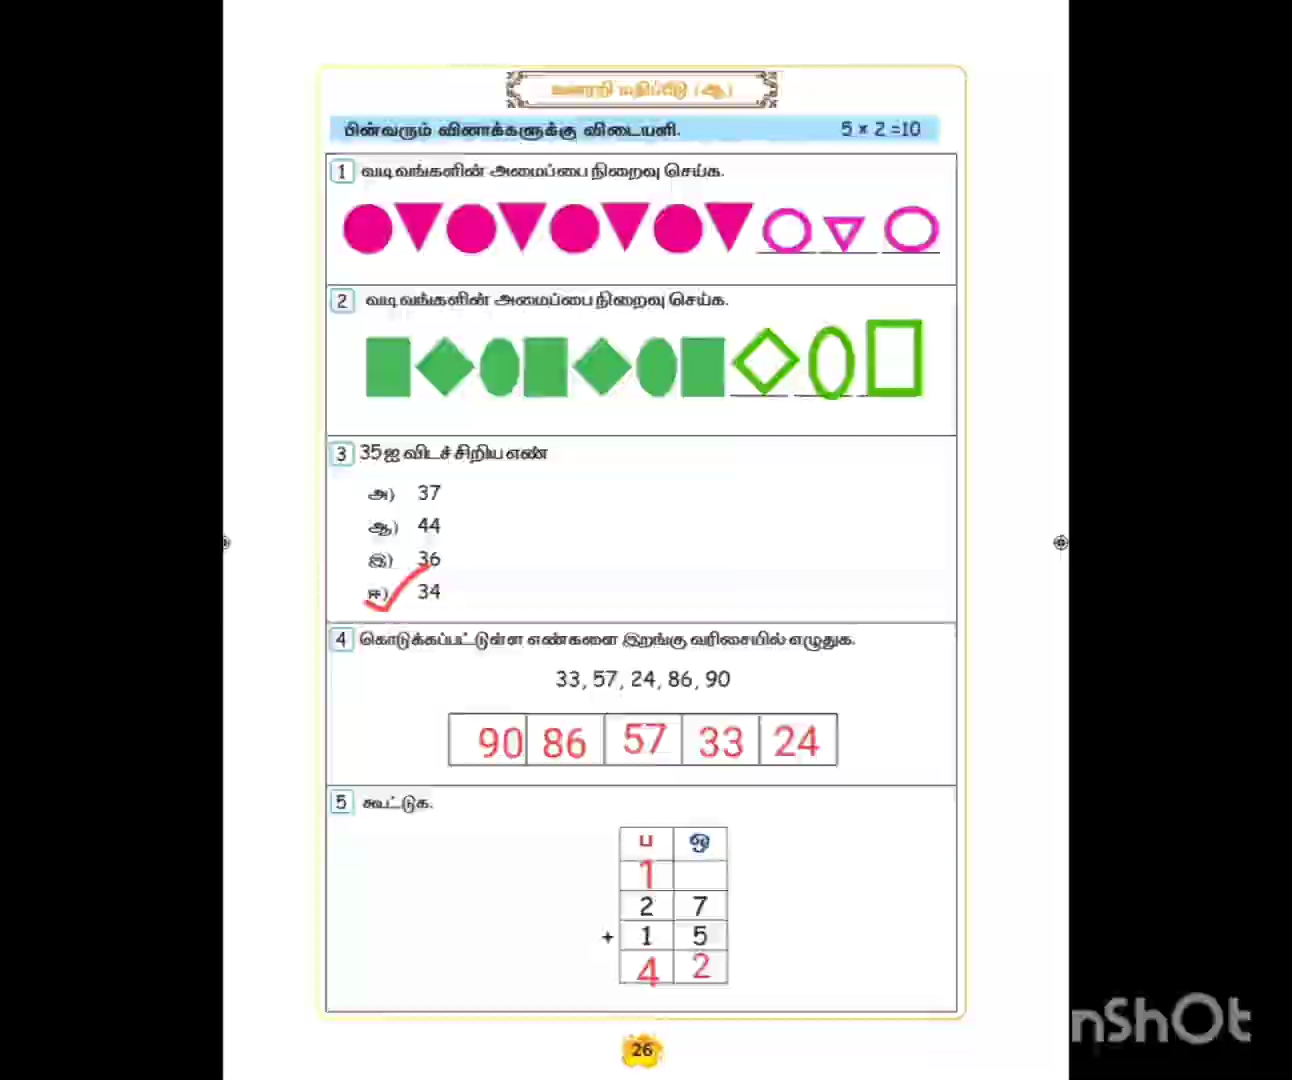 வளரறி மதிப்பீடு (ஆ)
பின்வரும் வினாக்களுக்கு விடையளி. 5 × 2 =10
1 வடிவங்களின் அமைப்பை நிறைவு செய்க.
2 வடிவங்களின் அமைப்பை நிறைவு செய்க.
3 35ஐ விடச் சிறிய எண்
அ) 37
ஆ) 44
இ) 36
ஈ) 34
4 கொடுக்கப்பட்டுள்ள எண்களை இறங்கு வரிசையில் எழுதுக.
33, 57, 24, 86, 90
90 86 57 33 24
5 கூட்டுக.
ப ஒ
1
2 7
+ 1 5
4 2
26
nShOt